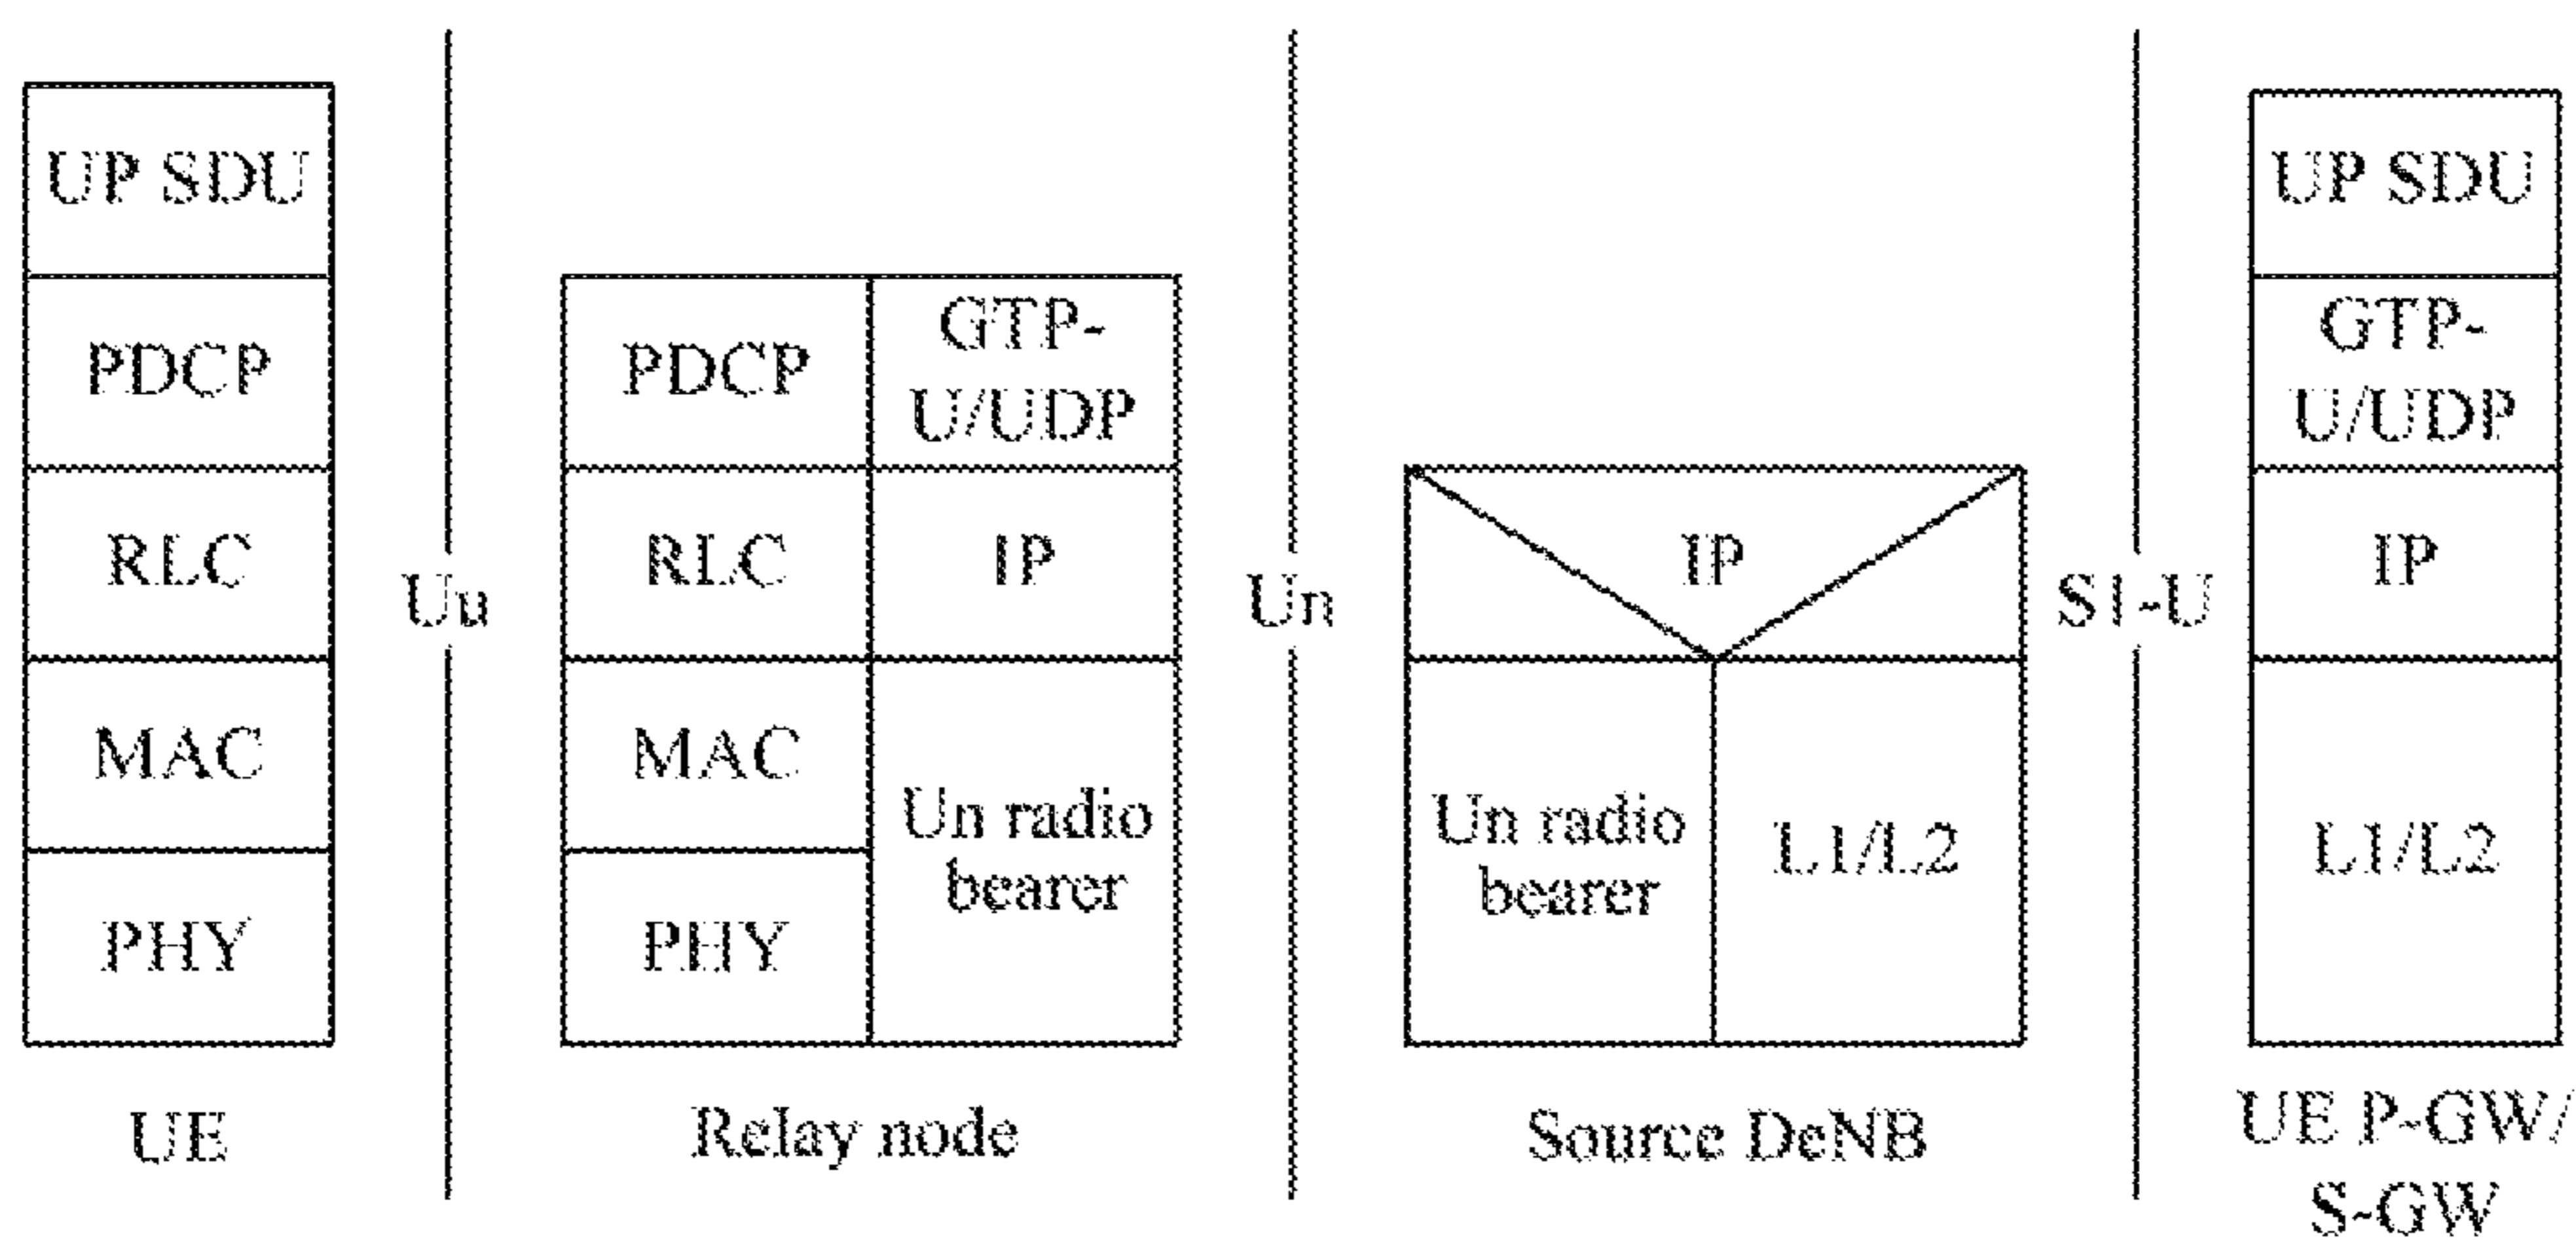 UP SDU
PDCP
RLC
MAC
PHY
UE
Uu
PDCP
RLC
MAC
PHY
GTP-
U/UDP
IP
Un radio
bearer
Relay node
Un
IP
Un radio
bearer
L1/L2
Source DeNB
S1-U
UP SDU
GTP-
U/UDP
IP
L1/L2
UE P-GW/
S-GW